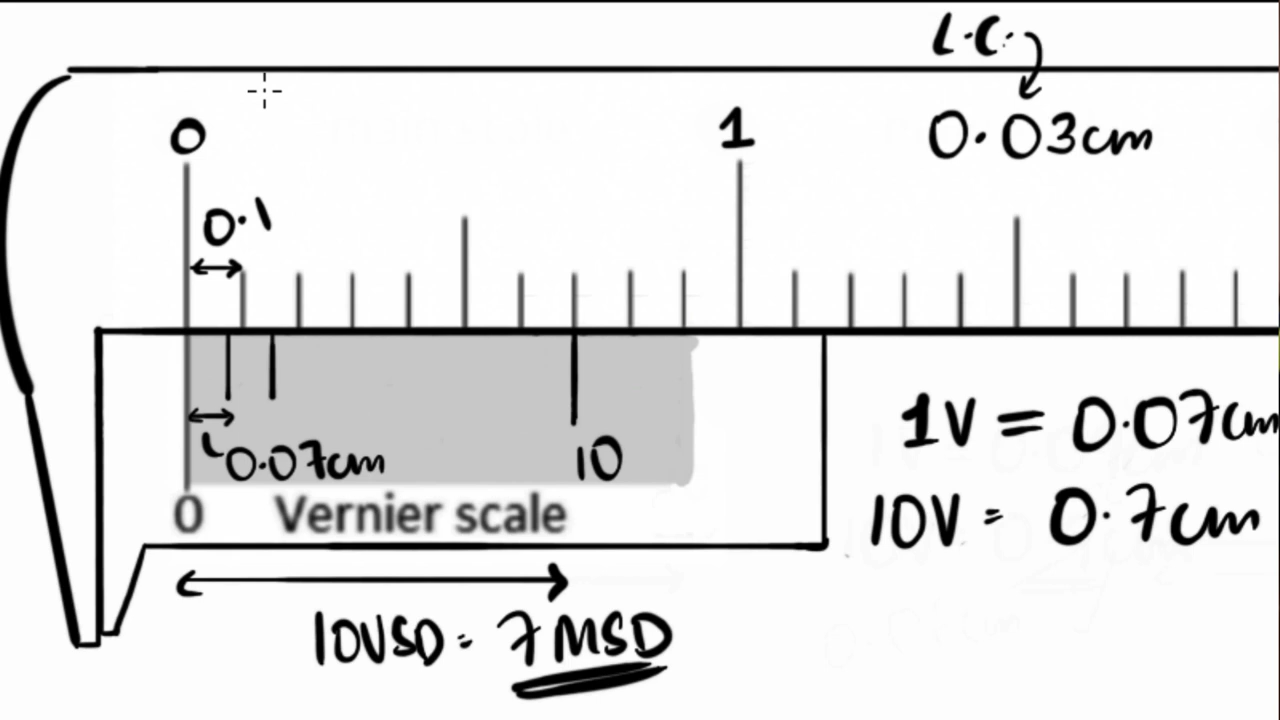 L.C.
0 1 0.03cm
0.1
0.07cm 10
1V = 0.07cm
0 Vernier scale
10V = 0.7cm
10VSD = 7MSD